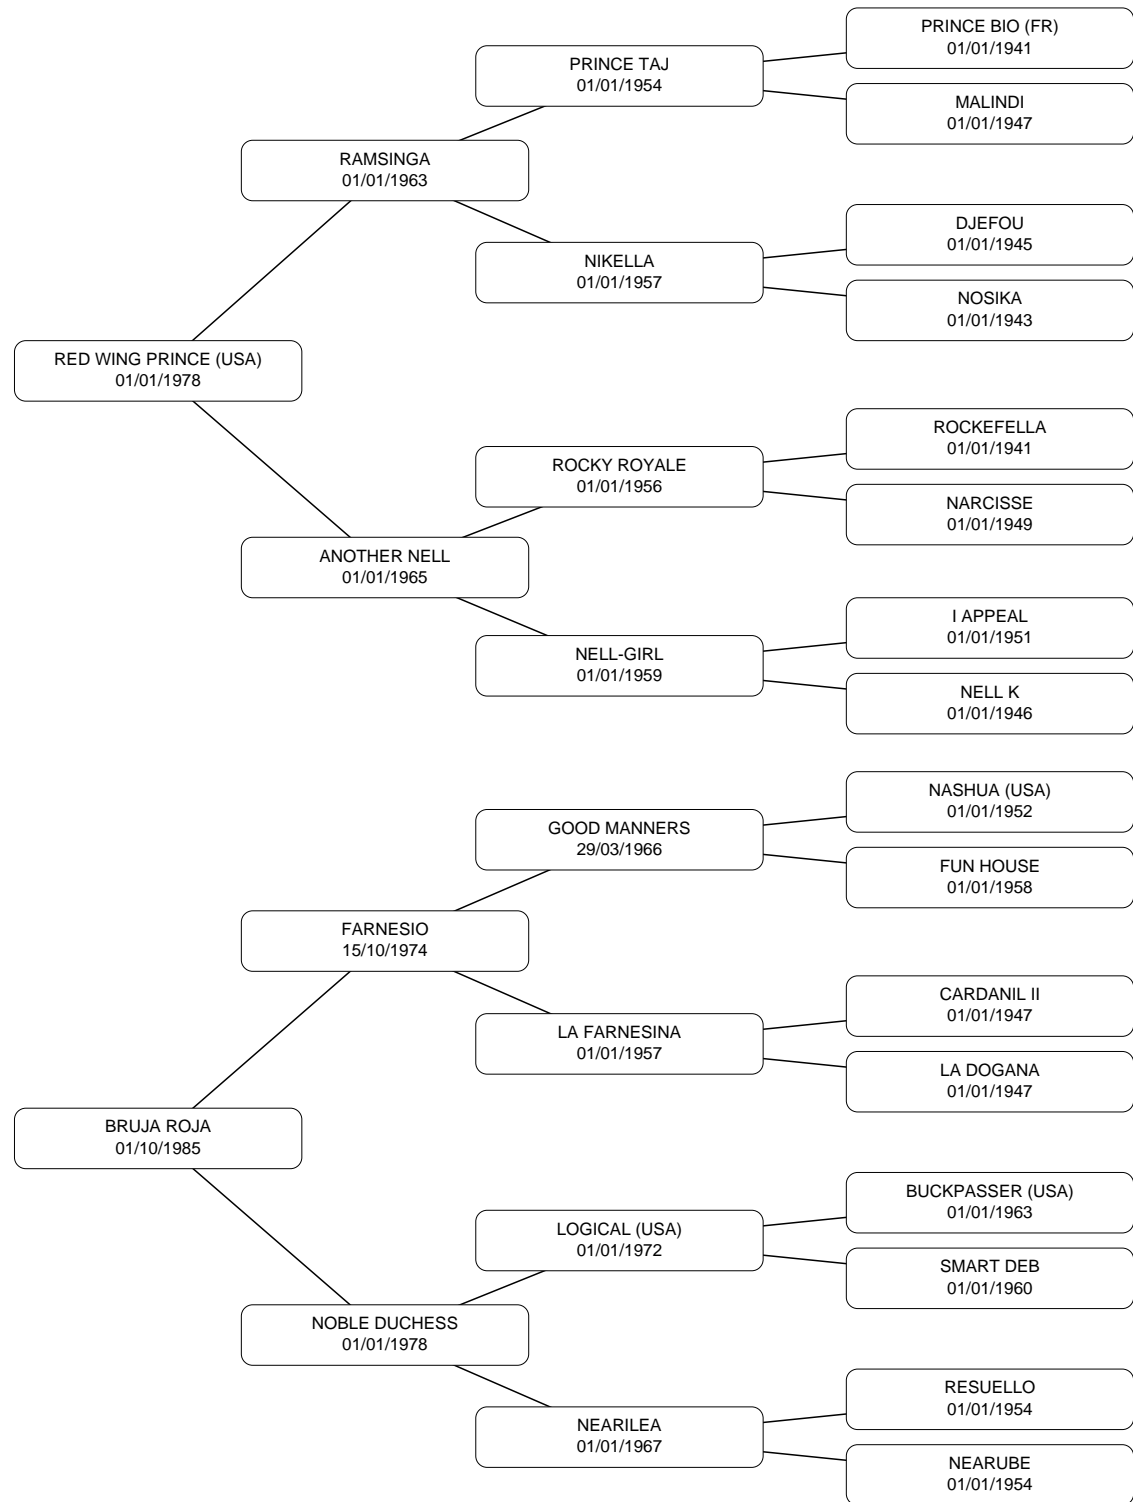 PRINCE BIO (FR)
01/01/1941
PRINCE TAJ
01/01/1954
MALINDI
01/01/1947
RAMSINGA
01/01/1963
DJEFOU
01/01/1945
NIKELLA
01/01/1957
NOSIKA
01/01/1943
RED WING PRINCE (USA)
01/01/1978
ROCKEFELLA
01/01/1941
ROCKY ROYALE
01/01/1956
NARCISSE
01/01/1949
ANOTHER NELL
01/01/1965
I APPEAL
01/01/1951
NELL-GIRL
01/01/1959
NELL K
01/01/1946
NASHUA (USA)
01/01/1952
GOOD MANNERS
29/03/1966
FUN HOUSE
01/01/1958
FARNESIO
15/10/1974
CARDANIL II
01/01/1947
LA FARNESINA
01/01/1957
LA DOGANA
01/01/1947
BRUJA ROJA
01/10/1985
BUCKPASSER (USA)
01/01/1963
LOGICAL (USA)
01/01/1972
SMART DEB
01/01/1960
NOBLE DUCHESS
01/01/1978
RESUELLO
01/01/1954
NEARILEA
01/01/1967
NEARUBE
01/01/1954